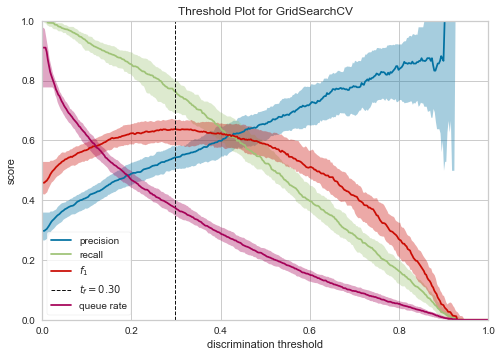 Threshold Plot for GridSearchCV
1.0
0.8
0.6
0.4
0.2
0.0
score
precision
recall
f1
tr = 0.30
queue rate
0.0 0.2 0.4 0.6 0.8 1.0
discrimination threshold